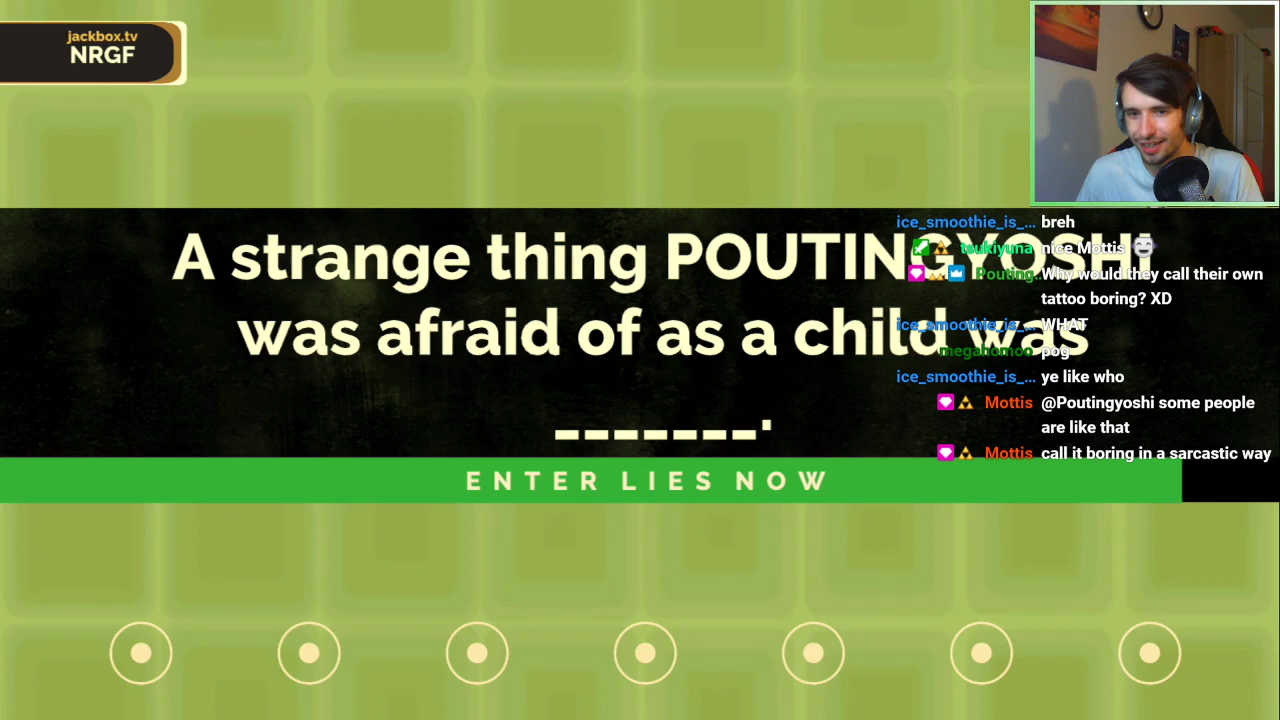 jackbox.tv
NRGF
A strange thing POUTINGYOSHI
was afraid of as a child was
_______.
ENTER LIES NOW
ice_smoothie_is_... breh
tsukiyuna nice Mottis
Pouting... Why would they call their own
tattoo boring? XD
ice_smoothie_is_... WHAT
megahomoo pog
ice_smoothie_is_... ye like who
Mottis @Poutingyoshi some people
are like that
Mottis call it boring in a sarcastic way